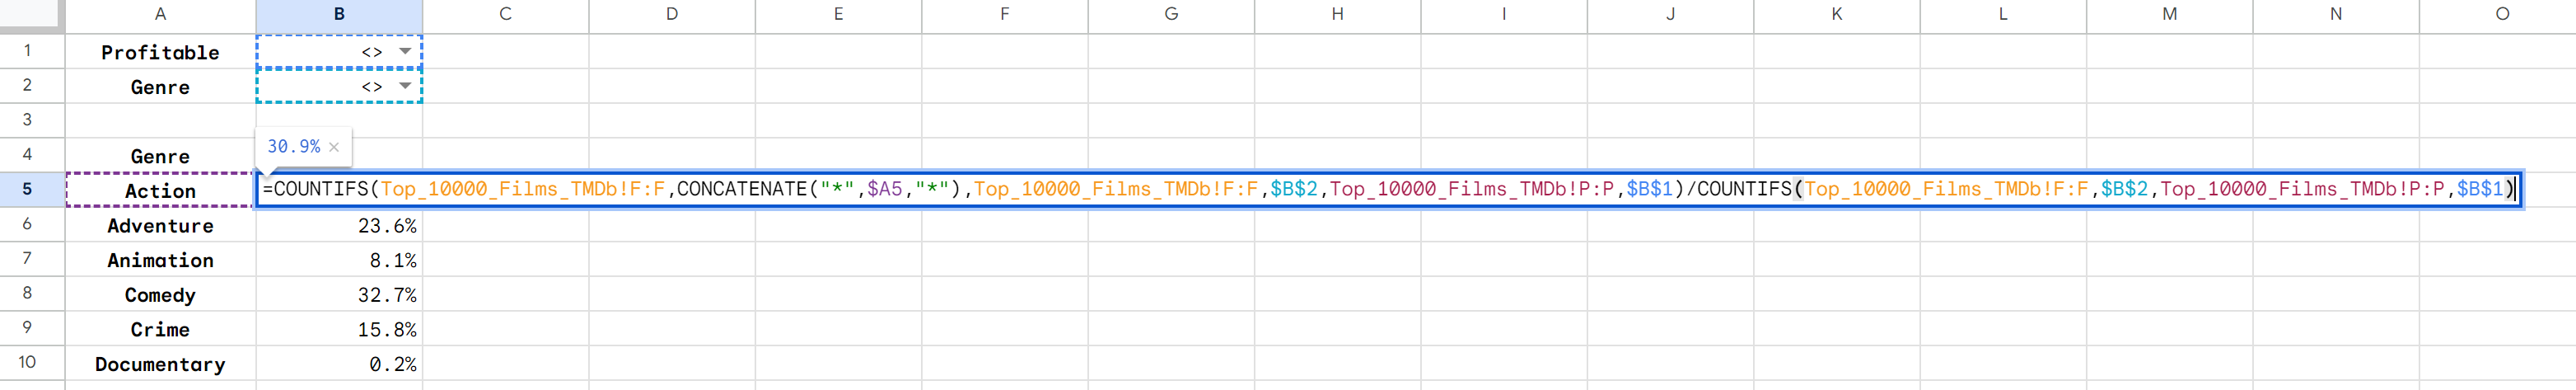 A B C D E F G H I J K L M N O
1 Profitable <>
2 Genre <>
3
30.9% ×
4 Genre
5 Action =COUNTIFS(Top_10000_Films_TMDb!F:F,CONCATENATE("*",$A5,"*"),Top_10000_Films_TMDb!F:F,$B$2,Top_10000_Films_TMDb!P:P,$B$1)/COUNTIFS(Top_10000_Films_TMDb!F:F,$B$2,Top_10000_Films_TMDb!P:P,$B$1)
6 Adventure 23.6%
7 Animation 8.1%
8 Comedy 32.7%
9 Crime 15.8%
10 Documentary 0.2%